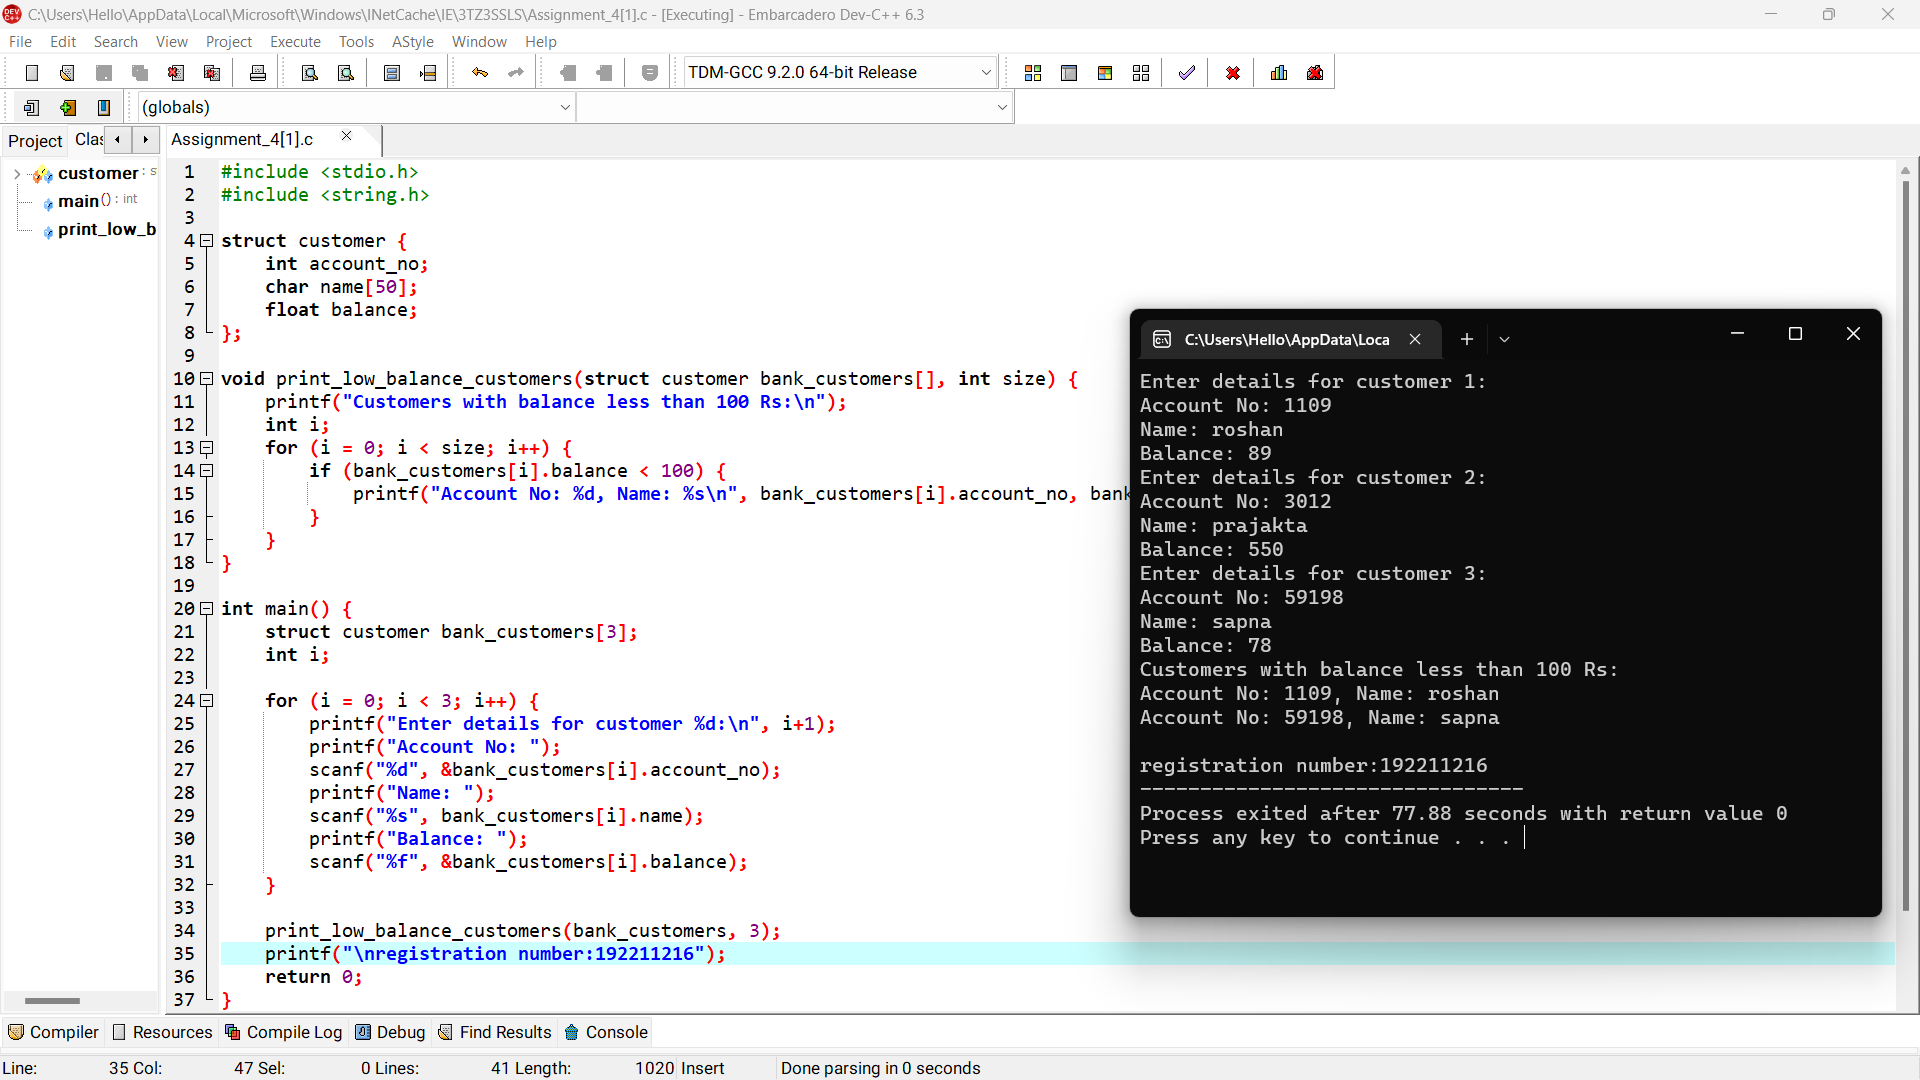 C:\Users\Hello\AppData\Local\Microsoft\Windows\INetCache\IE\3TZ3SSLS\Assignment_4[1].c - [Executing] - Embarcadero Dev-C++ 6.3
File Edit Search View Project Execute Tools AStyle Window Help
TDM-GCC 9.2.0 64-bit Release
(globals)
Project Clas
Assignment_4[1].c
customer : s
main() : int
print_low_b
1 #include <stdio.h>
2 #include <string.h>
3
4 struct customer {
5     int account_no;
6     char name[50];
7     float balance;
8 };
9
10 void print_low_balance_customers(struct customer bank_customers[], int size) {
11     printf("Customers with balance less than 100 Rs:\n");
12     int i;
13     for (i = 0; i < size; i++) {
14         if (bank_customers[i].balance < 100) {
15             printf("Account No: %d, Name: %s\n", bank_customers[i].account_no, bank
16         }
17     }
18 }
19
20 int main() {
21     struct customer bank_customers[3];
22     int i;
23
24     for (i = 0; i < 3; i++) {
25         printf("Enter details for customer %d:\n", i+1);
26         printf("Account No: ");
27         scanf("%d", &bank_customers[i].account_no);
28         printf("Name: ");
29         scanf("%s", bank_customers[i].name);
30         printf("Balance: ");
31         scanf("%f", &bank_customers[i].balance);
32     }
33
34     print_low_balance_customers(bank_customers, 3);
35     printf("\nregistration number:192211216");
36     return 0;
37 }
C:\Users\Hello\AppData\Loca
Enter details for customer 1:
Account No: 1109
Name: roshan
Balance: 89
Enter details for customer 2:
Account No: 3012
Name: prajakta
Balance: 550
Enter details for customer 3:
Account No: 59198
Name: sapna
Balance: 78
Customers with balance less than 100 Rs:
Account No: 1109, Name: roshan
Account No: 59198, Name: sapna

registration number:192211216
--------------------------------
Process exited after 77.88 seconds with return value 0
Press any key to continue . . .
Compiler Resources Compile Log Debug Find Results Console
Line: 35 Col: 47 Sel: 0 Lines: 41 Length: 1020 Insert Done parsing in 0 seconds